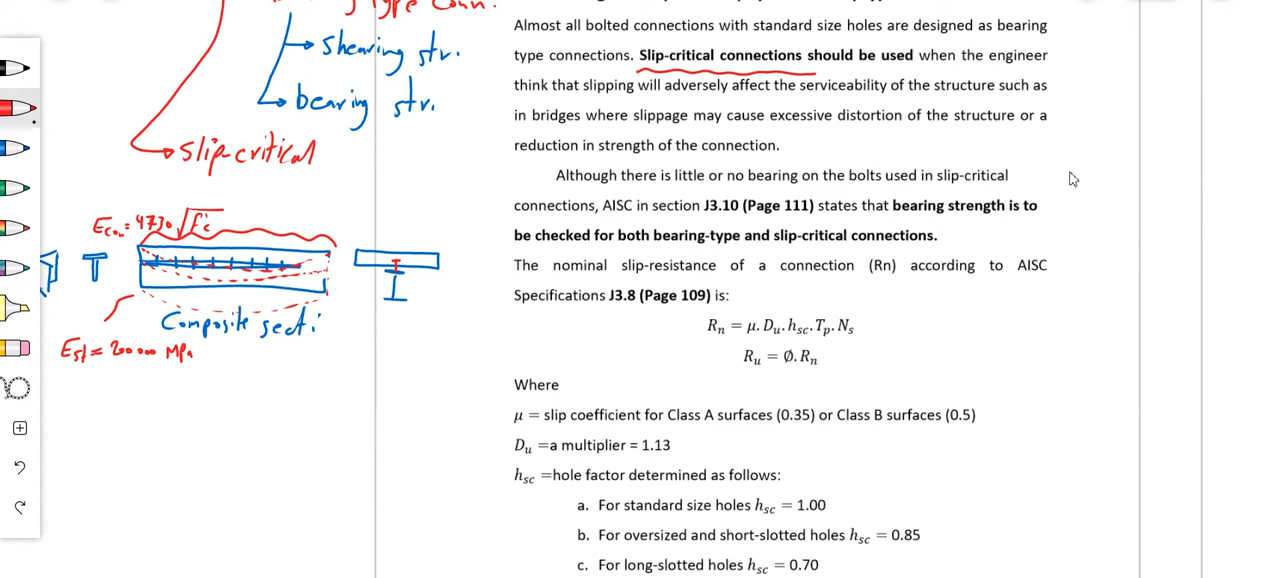 Type Conn.
shearing str.
bearing str.
slip-critical
Econ = 4730 √fc'
T
I
I
Composite secti
Est = 200000 MPa
Almost all bolted connections with standard size holes are designed as bearing
type connections. Slip-critical connections should be used when the engineer
think that slipping will adversely affect the serviceability of the structure such as
in bridges where slippage may cause excessive distortion of the structure or a
reduction in strength of the connection.
Although there is little or no bearing on the bolts used in slip-critical
connections, AISC in section J3.10 (Page 111) states that bearing strength is to
be checked for both bearing-type and slip-critical connections.
The nominal slip-resistance of a connection (Rn) according to AISC
Specifications J3.8 (Page 109) is:
Rn = μ. Du. hsc. Tp. Ns
Ru = Ø. Rn
Where
μ = slip coefficient for Class A surfaces (0.35) or Class B surfaces (0.5)
Du =a multiplier = 1.13
hsc =hole factor determined as follows:
a. For standard size holes hsc = 1.00
b. For oversized and short-slotted holes hsc = 0.85
c. For long-slotted holes hsc = 0.70